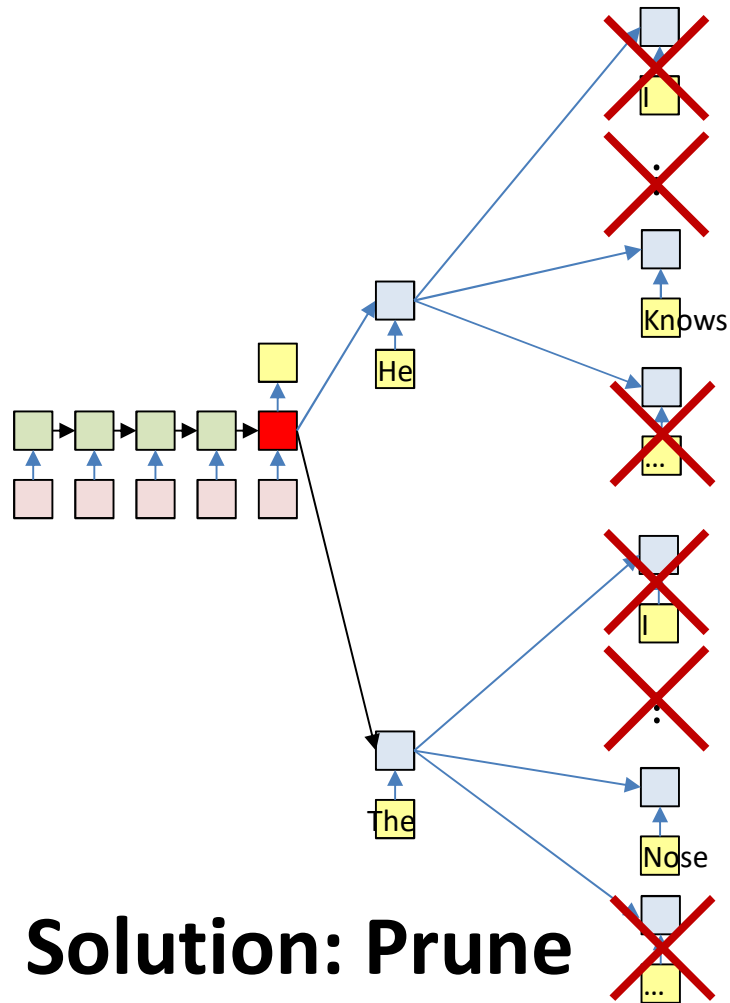 I
⋮
Knows
He
...
I
⋮
The
Nose
Solution: Prune
...